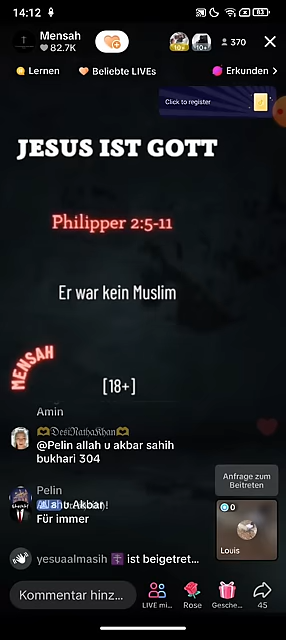 14:12
83
Mensah
82.7K
10+
10+
370
Lernen
Beliebte LIVEs
Erkunden >
Click to register
JESUS IST GOTT
Philipper 2:5-11
Er war kein Muslim
MENSAH
[18+]
Amin
🫶DesiNathaKhan🫶
@Pelin allah u akbar sahih
bukhari 304
Pelin
Allahu Akbar
Für immer
yesuaalmasih ✝️ ist beigetret...
Anfrage zum
Beitreten
0
Louis
Kommentar hinz...
LIVE mi...
Rose
Gesche...
45